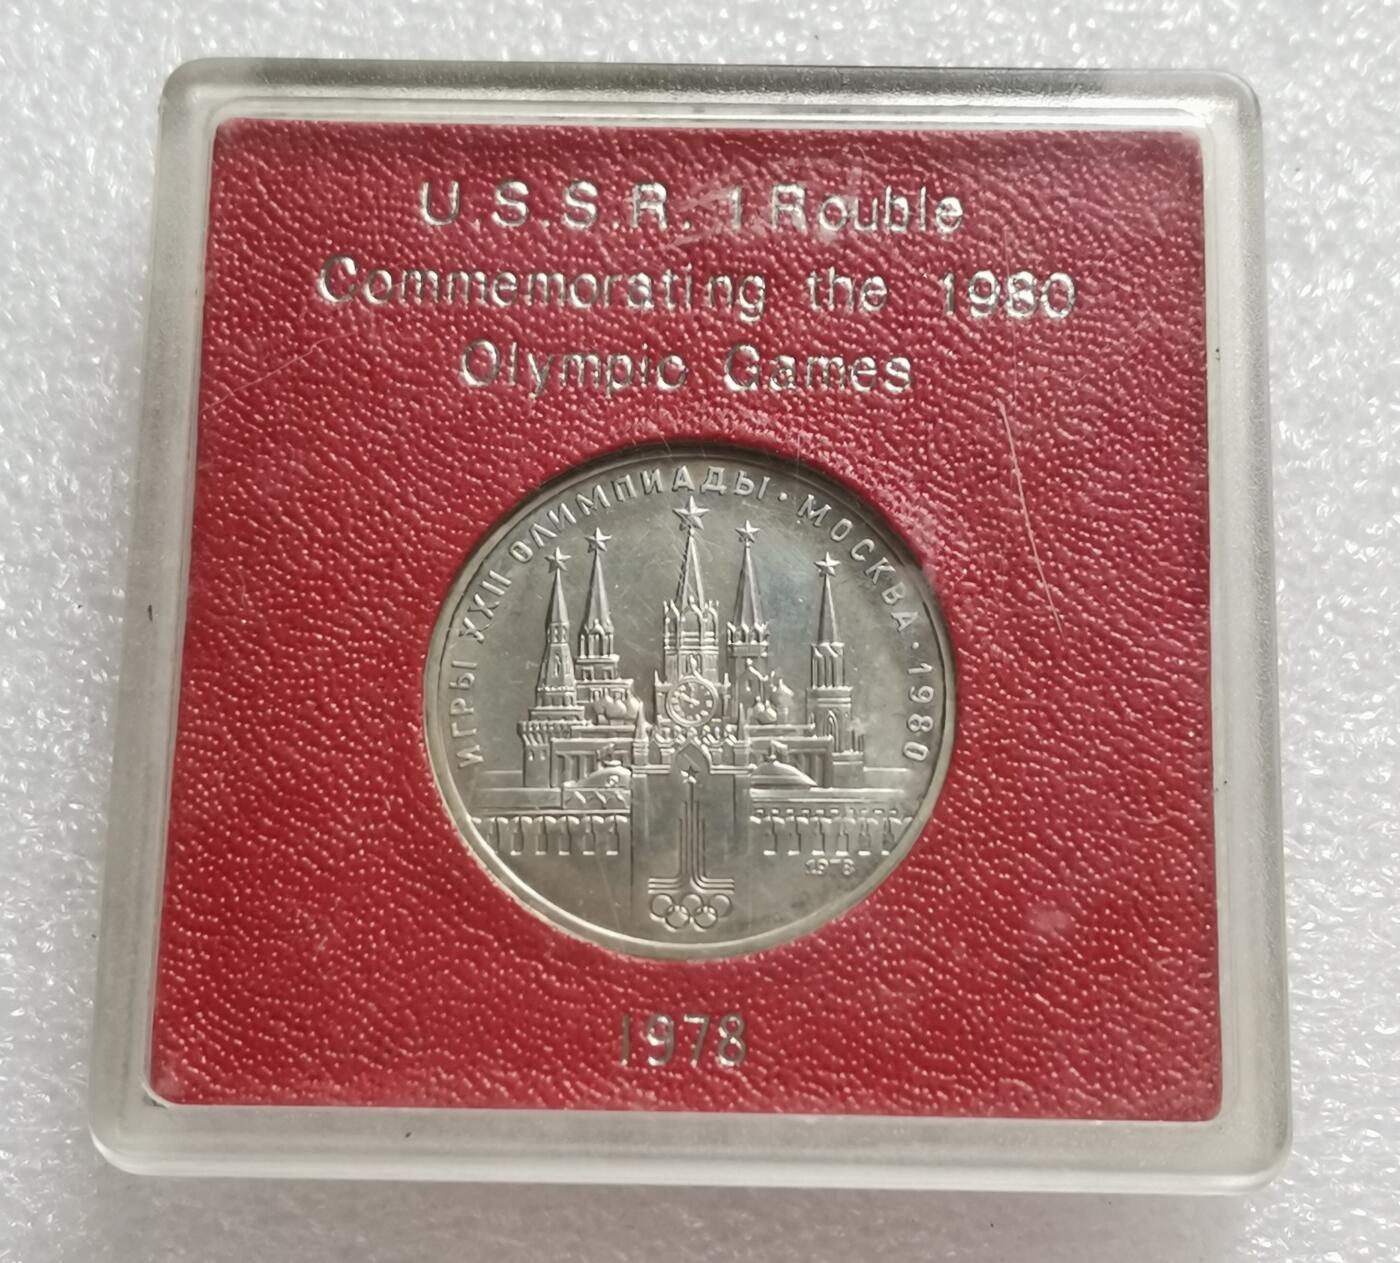 U.S.S.R. 1 Rouble
Commemorating the 1980
Olympic Games
ИГРЫ XXII ОЛИМПИАДЫ · МОСКВА · 1980
1978
1978